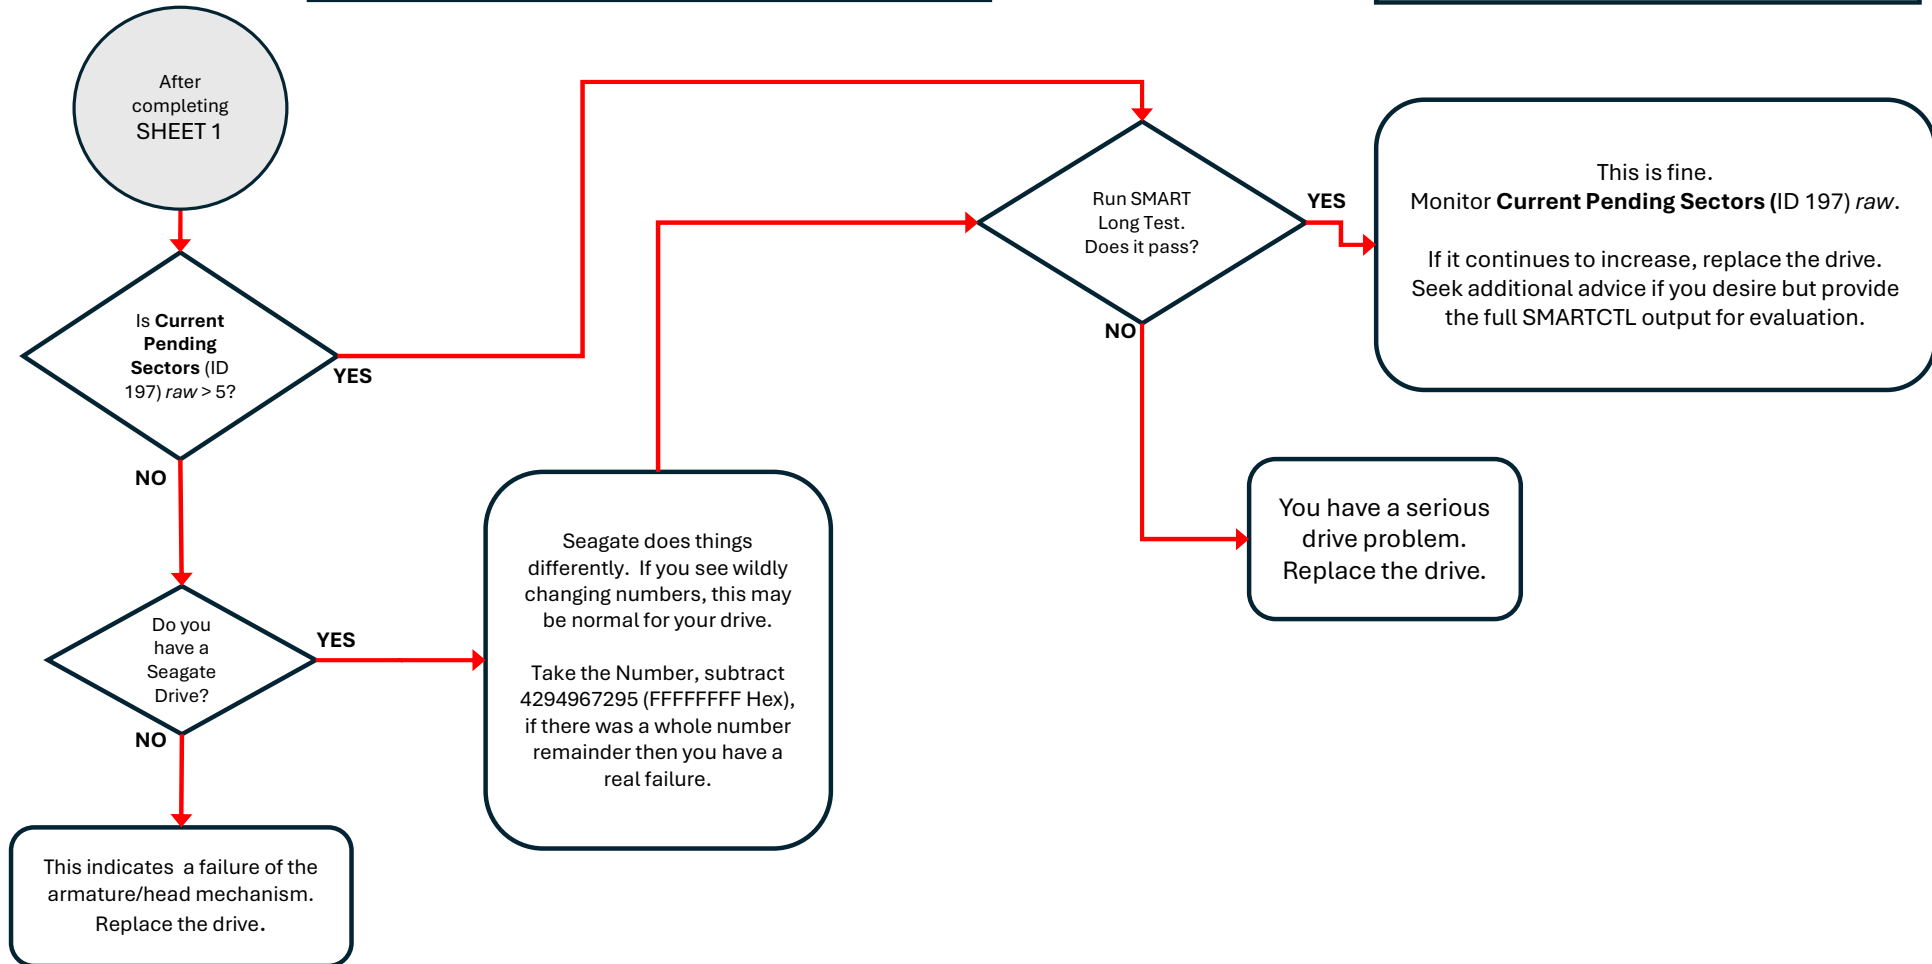 After
completing
SHEET 1
Is Current
Pending
Sectors (ID
197) raw > 5?
YES
NO
Do you
have a
Seagate
Drive?
YES
NO
This indicates  a failure of the
armature/head mechanism.
Replace the drive.
Seagate does things
differently.  If you see wildly
changing numbers, this may
be normal for your drive.
Take the Number, subtract
4294967295 (FFFFFFFF Hex),
if there was a whole number
remainder then you have a
real failure.
Run SMART
Long Test.
Does it pass?
YES
NO
This is fine.
Monitor Current Pending Sectors (ID 197) raw.
If it continues to increase, replace the drive.
Seek additional advice if you desire but provide
the full SMARTCTL output for evaluation.
You have a serious
drive problem.
Replace the drive.